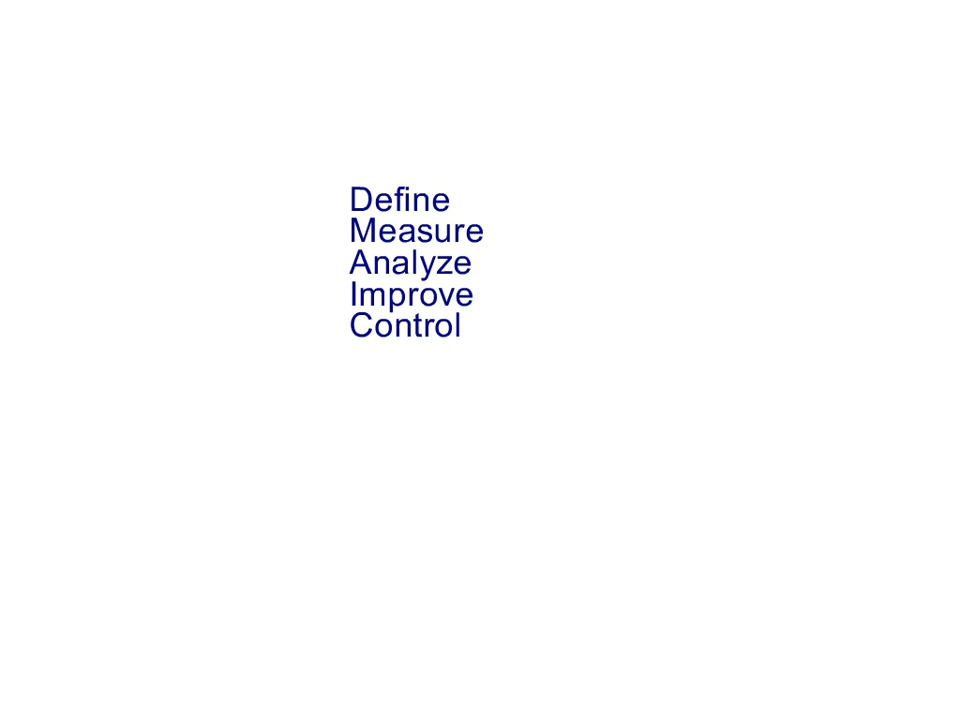 Define
Measure
Analyze
Improve
Control